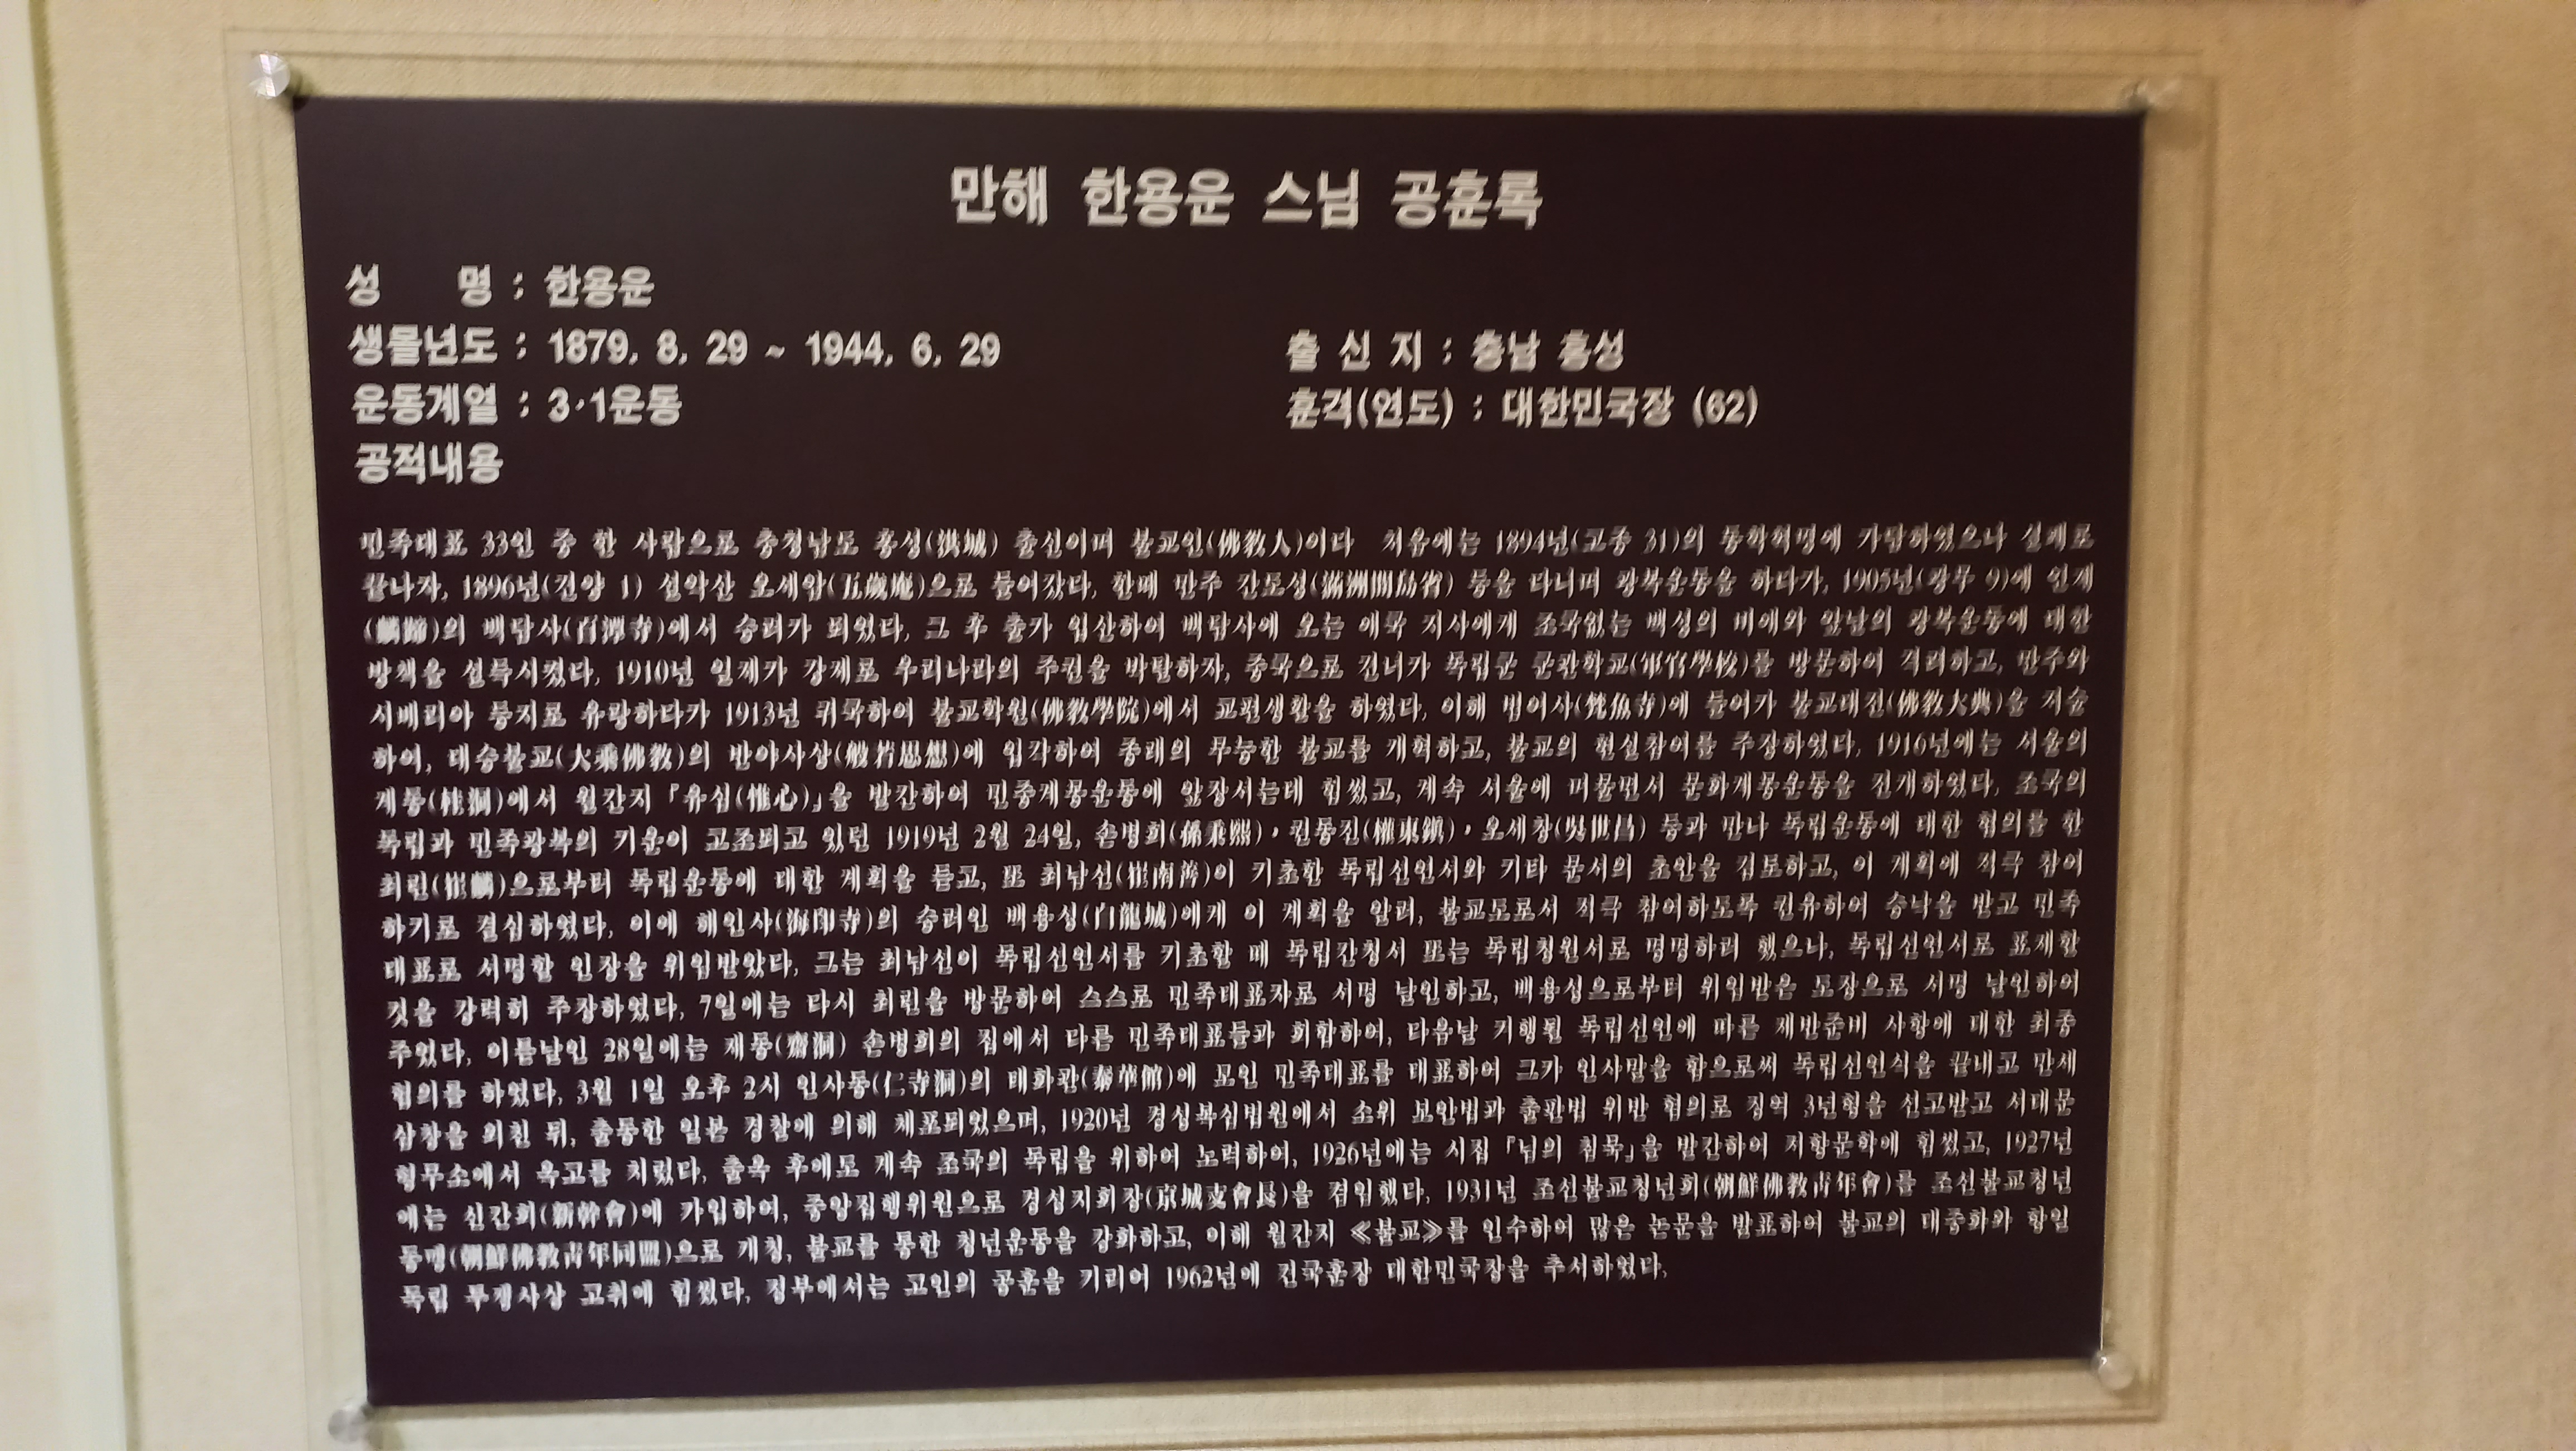 만해 한용운 스님 공훈록
성 명 : 한용운
생몰년도 : 1879. 8. 29 ~ 1944. 6. 29 출 신 지 : 충남 홍성
운동계열 : 3·1운동 훈격(연도) : 대한민국장 (62)
공적내용
민족대표 33인 중 한 사람으로 충청남도 홍성(洪城) 출신이며 불교인(佛敎人)이다 처음에는 1894년(고종 31)의 동학혁명에 가담하였으나 실패로
끝나자, 1896년(건양 1) 설악산 오세암(五歲庵)으로 들어갔다. 한때 만주 간도성(滿洲間島省) 등을 다니며 광복운동을 하다가, 1905년(광무 9)에 인제
(麟蹄)의 백담사(百潭寺)에서 승려가 되었다. 그 후 출가 입산하여 백담사에 오는 애국 지사에게 조국없는 백성의 비애와 앞날의 광복운동에 대한
방책을 설득시켰다. 1910년 일제가 강제로 우리나라의 주권을 박탈하자, 중국으로 건너가 독립군 군관학교(軍官學校)를 방문하여 격려하고, 만주와
시베리아 등지로 유랑하다가 1913년 귀국하여 불교학원(佛敎學院)에서 교편생활을 하였다. 이해 범어사(梵魚寺)에 들어가 불교대전(佛敎大典)을 저술
하여, 대승불교(大乘佛敎)의 반야사상(般若思想)에 입각하여 종래의 무능한 불교를 개혁하고, 불교의 현실참여를 주장하였다. 1916년에는 서울의
계동(桂洞)에서 월간지 「유심(惟心)」을 발간하여 민중계몽운동에 앞장서는데 힘썼고, 계속 서울에 머물면서 문화계몽운동을 전개하였다. 조국의
독립과 민족광복의 기운이 고조되고 있던 1919년 2월 24일, 손병희(孫秉熙)·권동진(權東鎭)·오세창(吳世昌) 등과 만나 독립운동에 대한 협의를 한
최린(崔麟)으로부터 독립운동에 대한 계획을 듣고, 또 최남선(崔南善)이 기초한 독립선언서와 기타 문서의 초안을 검토하고, 이 계획에 적극 참여
하기로 결심하였다. 이에 해인사(海印寺)의 승려인 백용성(白龍城)에게 이 계획을 알려, 불교도로서 적극 참여하도록 권유하여 승낙을 받고 민족
대표로 서명할 인장을 위임받았다. 그는 최남선이 독립선언서를 기초할 때 독립간청서 또는 독립청원서로 명명하려 했으나, 독립선언서로 표제할
것을 강력히 주장하였다. 7일에는 다시 최린을 방문하여 스스로 민족대표자로 서명 날인하고, 백용성으로부터 위임받은 도장으로 서명 날인하여
주었다. 이튿날인 28일에는 재동(齋洞) 손병희의 집에서 다른 민족대표들과 회합하여, 다음날 거행될 독립선언에 따른 제반준비 사항에 대한 최종
협의를 하였다. 3월 1일 오후 2시 인사동(仁寺洞)의 태화관(泰華館)에 모인 민족대표를 대표하여 그가 인사말을 함으로써 독립선언식을 끝내고 만세
삼창을 외친 뒤, 출동한 일본 경찰에 의해 체포되었으며, 1920년 경성복심법원에서 소위 보안법과 출판법 위반 혐의로 징역 3년형을 선고받고 서대문
형무소에서 옥고를 치렀다. 출옥 후에도 계속 조국의 독립을 위하여 노력하여, 1926년에는 시집 「님의 침묵」을 발간하여 저항문학에 힘썼고, 1927년
에는 신간회(新幹會)에 가입하여, 중앙집행위원으로 경성지회장(京城支會長)을 겸임했다. 1931년 조선불교청년회(朝鮮佛敎靑年會)를 조선불교청년
동맹(朝鮮佛敎靑年同盟)으로 개칭, 불교를 통한 청년운동을 강화하고, 이해 월간지 ≪불교≫를 인수하여 많은 논문을 발표하여 불교의 대중화와 항일
독립 투쟁사상 고취에 힘썼다. 정부에서는 고인의 공훈을 기리어 1962년에 건국훈장 대한민국장을 추서하였다.